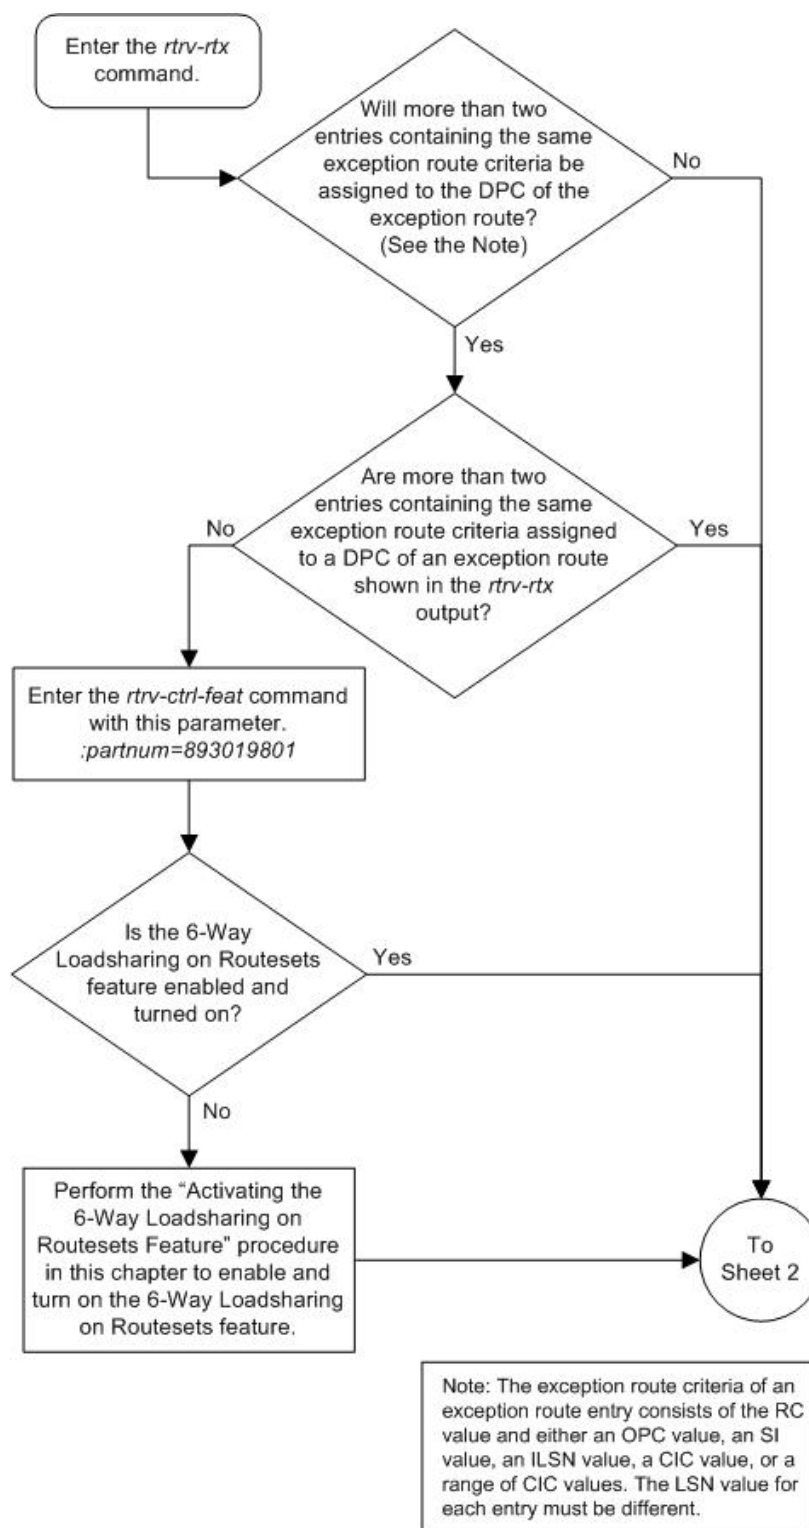 Enter the rtrv-rtx
command.
Will more than two
entries containing the same
exception route criteria be
assigned to the DPC of the
exception route?
(See the Note)
No
Yes
Are more than two
entries containing the same
exception route criteria assigned
to a DPC of an exception route
shown in the rtrv-rtx
output?
No
Yes
Enter the rtrv-ctrl-feat command
with this parameter.
:partnum=893019801
Is the 6-Way
Loadsharing on Routesets
feature enabled and
turned on?
Yes
No
Perform the “Activating the
6-Way Loadsharing on
Routesets Feature” procedure
in this chapter to enable and
turn on the 6-Way Loadsharing
on Routesets feature.
To
Sheet 2
Note: The exception route criteria of an
exception route entry consists of the RC
value and either an OPC value, an SI
value, an ILSN value, a CIC value, or a
range of CIC values. The LSN value for
each entry must be different.